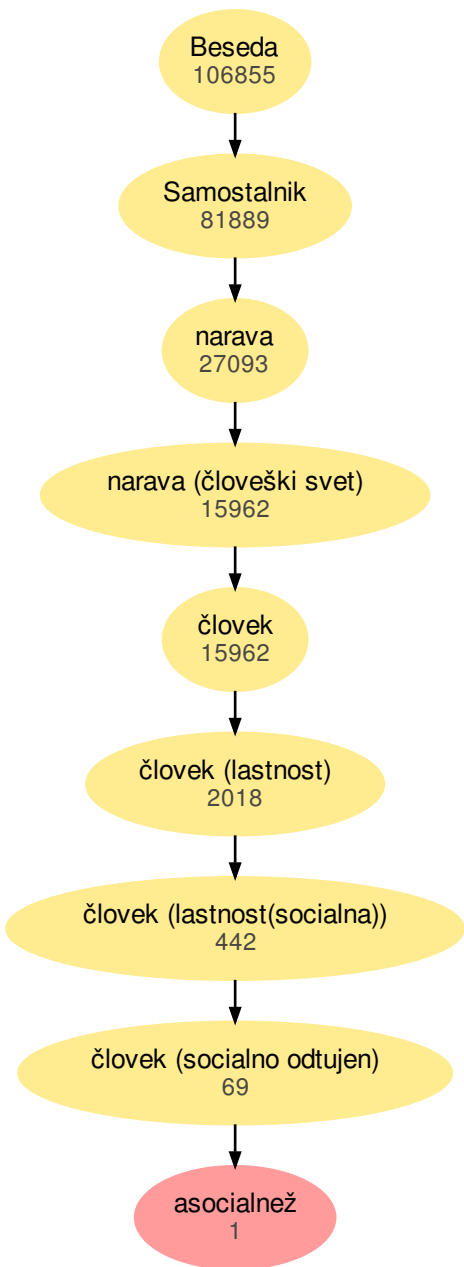 Beseda
106855
Samostalnik
81889
narava
27093
narava (človeški svet)
15962
človek
15962
človek (lastnost)
2018
človek (lastnost(socialna))
442
človek (socialno odtujen)
69
asocialnež
1